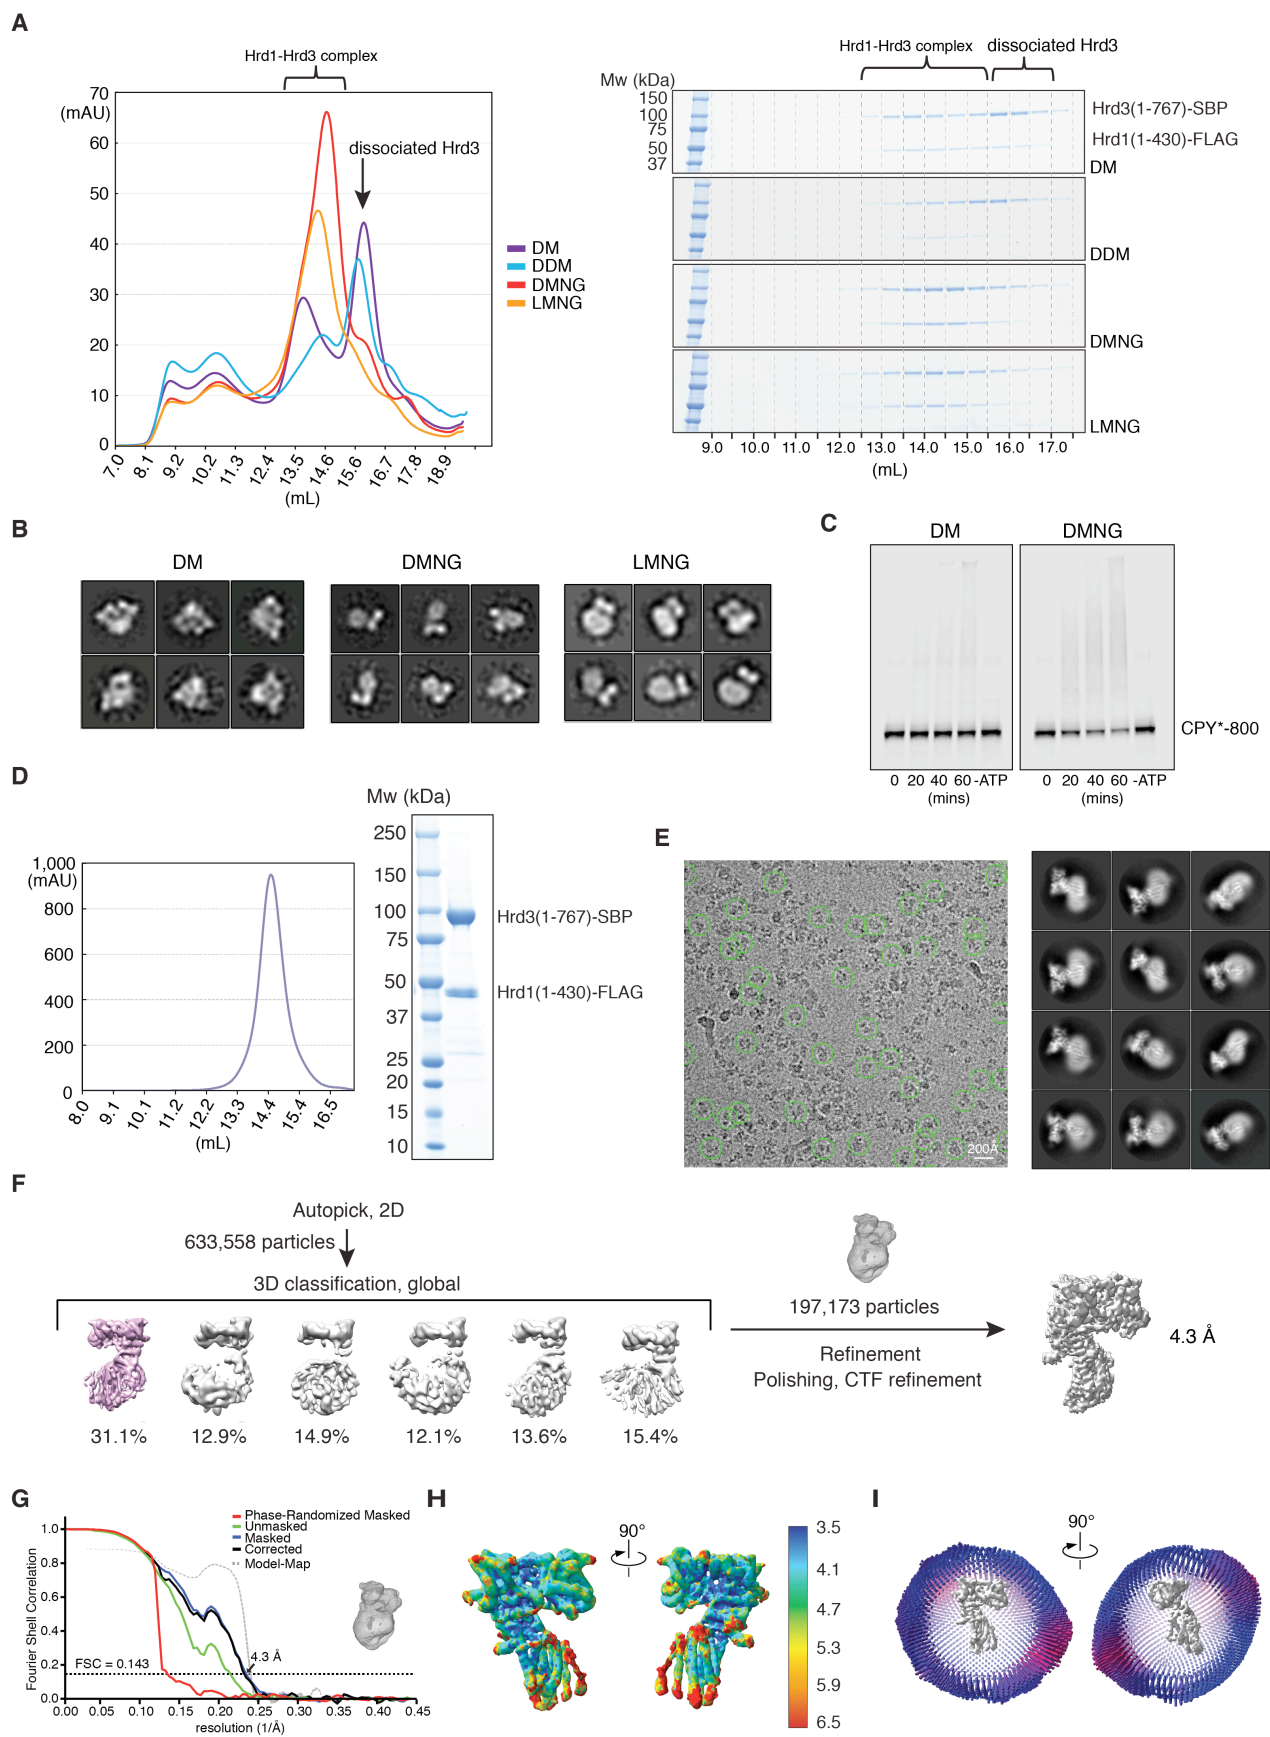 A
Hrd1-Hrd3 complex
70
(mAU)
60
50
40
30
20
10
0
dissociated Hrd3
DM
DDM
DMNG
LMNG
7.0 8.1 9.2 10.2 11.3 12.4 13.5 14.6 15.6 16.7 17.8 18.9
(mL)
Hrd1-Hrd3 complex
dissociated Hrd3
Mw (kDa)
150
100
75
50
37
Hrd3(1-767)-SBP
Hrd1(1-430)-FLAG
DM
DDM
DMNG
LMNG
9.0 10.0 11.0 12.0 13.0 14.0 15.0 16.0 17.0
(mL)
B
DM
DMNG
LMNG
C
DM
DMNG
CPY*-800
0 20 40 60 -ATP
(mins)
0 20 40 60 -ATP
(mins)
D
1,000
(mAU)
800
600
400
200
0
8.0 9.1 10.1 11.2 12.2 13.3 14.4 15.4 16.5
(mL)
Mw (kDa)
250
150
100
75
50
37
25
20
15
10
Hrd3(1-767)-SBP
Hrd1(1-430)-FLAG
E
200Å
F
Autopick, 2D
633,558 particles
3D classification, global
31.1% 12.9% 14.9% 12.1% 13.6% 15.4%
197,173 particles
Refinement
Polishing, CTF refinement
4.3 Å
G
Phase-Randomized Masked
Unmasked
Masked
Corrected
Model-Map
Fourier Shell Correlation
1.0
0.8
0.6
0.4
0.2
0.0
FSC = 0.143
4.3 Å
0.00 0.05 0.10 0.15 0.20 0.25 0.30 0.35 0.40 0.45
resolution (1/Å)
H
90°
3.5
4.1
4.7
5.3
5.9
6.5
I
90°